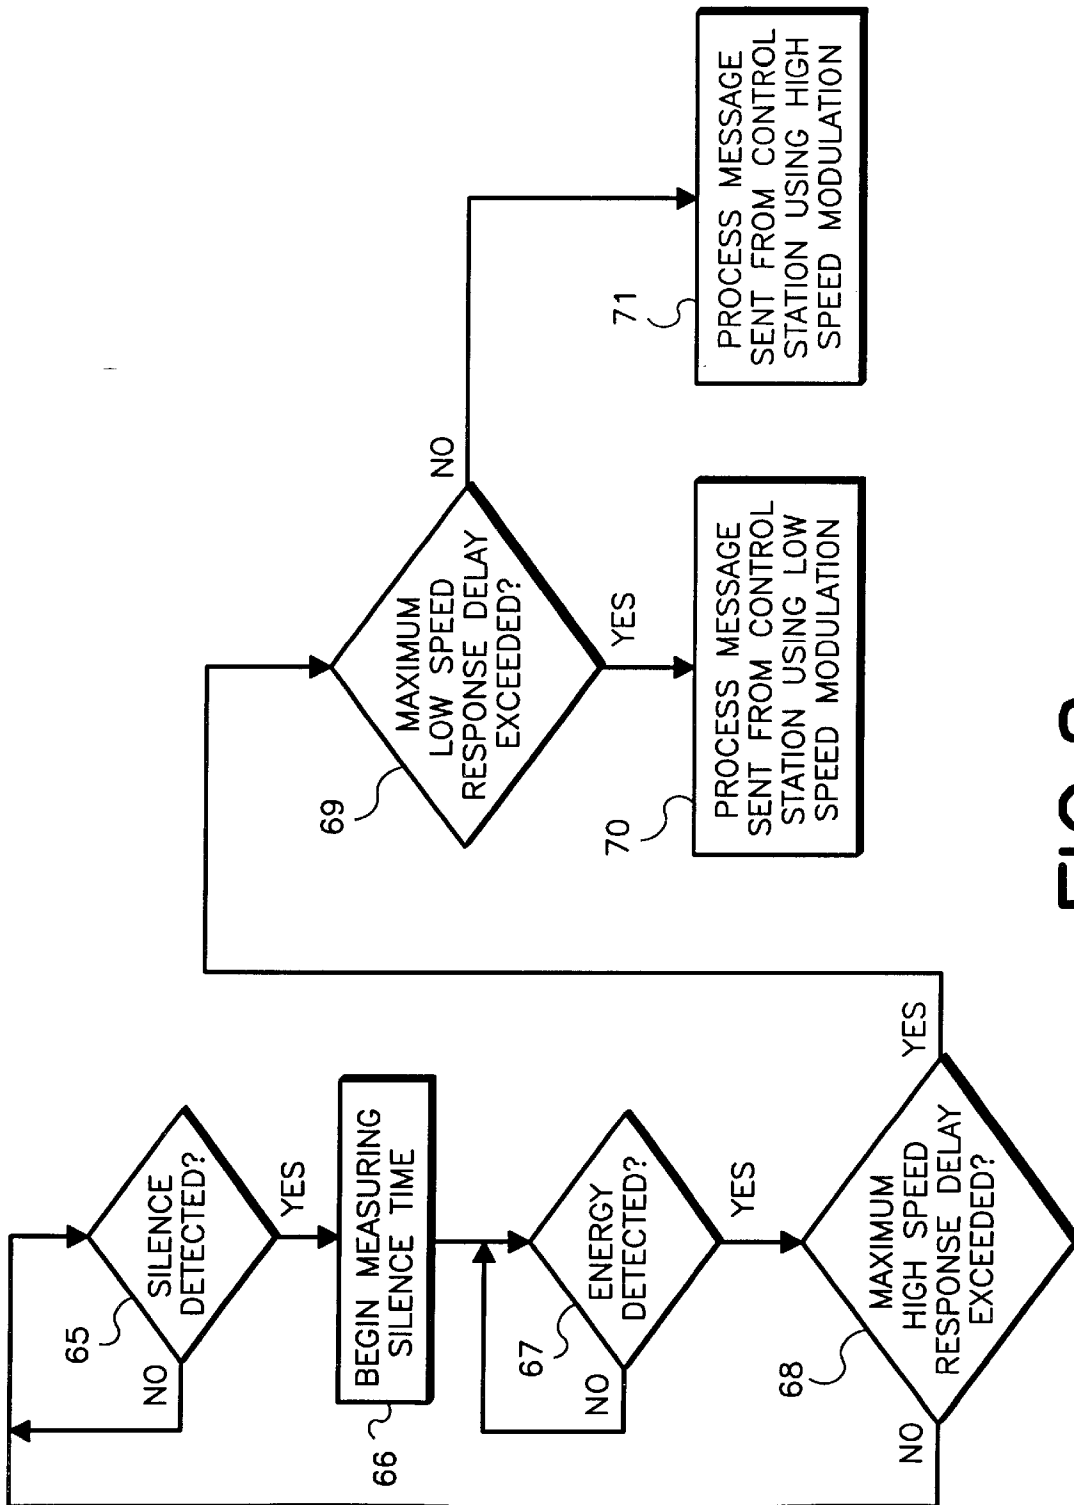 65
SILENCE
DETECTED?
NO
YES
66
BEGIN MEASURING
SILENCE TIME
67
ENERGY
DETECTED?
NO
YES
68
MAXIMUM
HIGH SPEED
RESPONSE DELAY
EXCEEDED?
NO
YES
69
MAXIMUM
LOW SPEED
RESPONSE DELAY
EXCEEDED?
NO
YES
70
PROCESS MESSAGE
SENT FROM CONTROL
STATION USING LOW
SPEED MODULATION
71
PROCESS MESSAGE
SENT FROM CONTROL
STATION USING HIGH
SPEED MODULATION